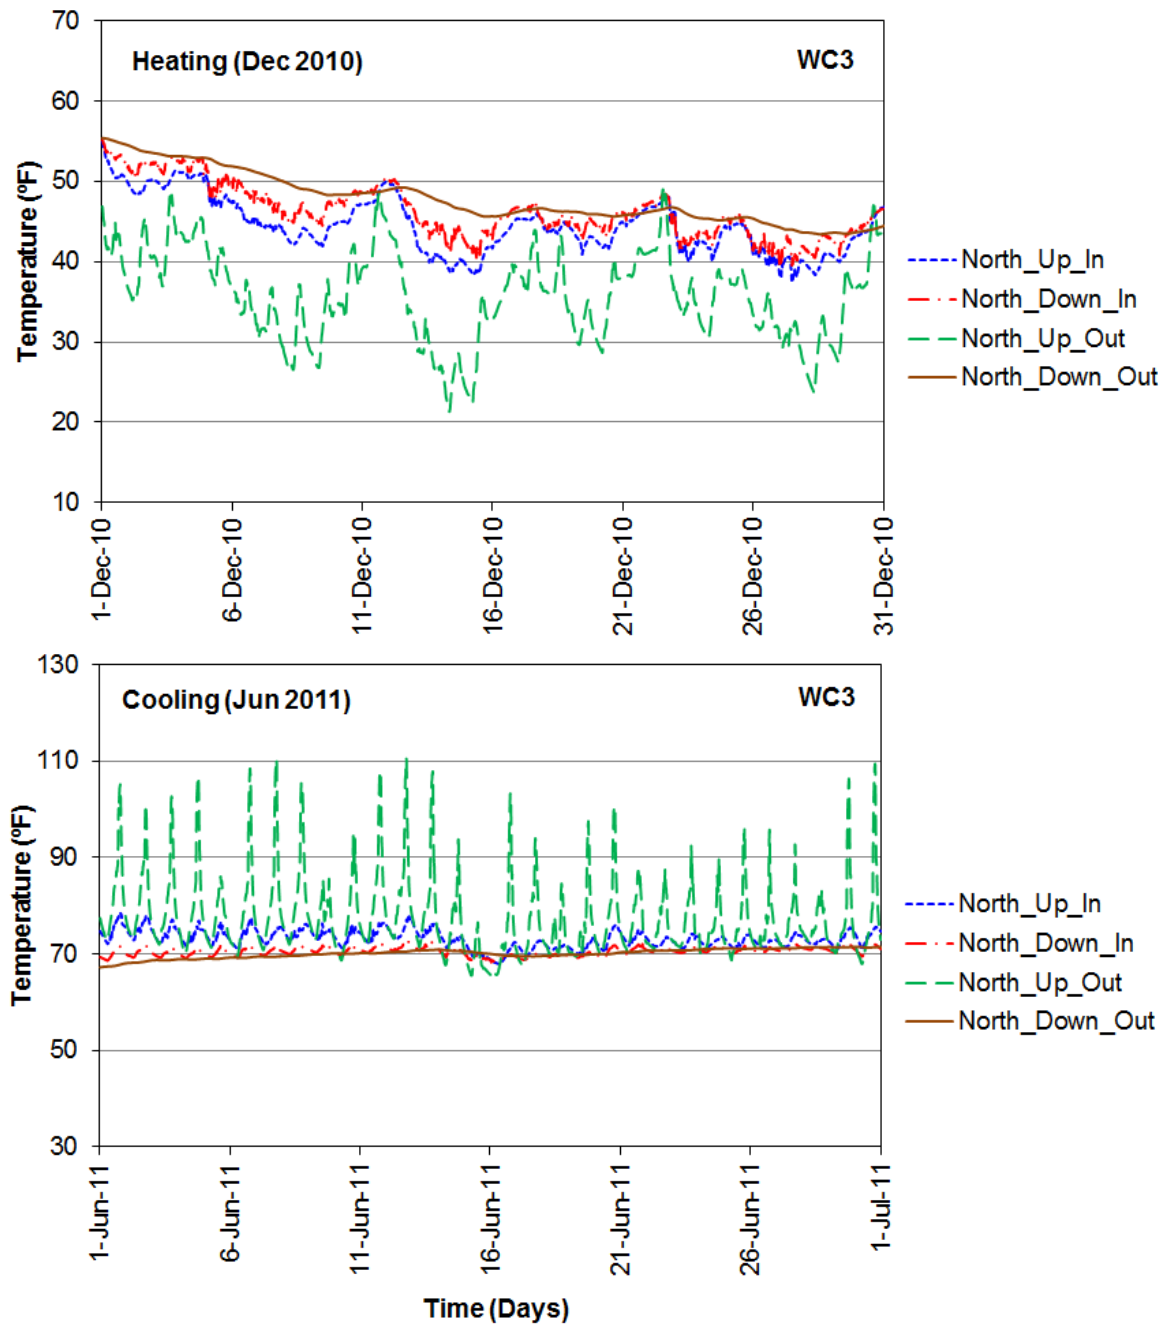 Heating (Dec 2010)
WC3
Temperature (ºF)
70
60
50
40
30
20
10
1-Dec-10
6-Dec-10
11-Dec-10
16-Dec-10
21-Dec-10
26-Dec-10
31-Dec-10
North_Up_In
North_Down_In
North_Up_Out
North_Down_Out
Cooling (Jun 2011)
WC3
Temperature (ºF)
130
110
90
70
50
30
1-Jun-11
6-Jun-11
11-Jun-11
16-Jun-11
21-Jun-11
26-Jun-11
1-Jul-11
North_Up_In
North_Down_In
North_Up_Out
North_Down_Out
Time (Days)